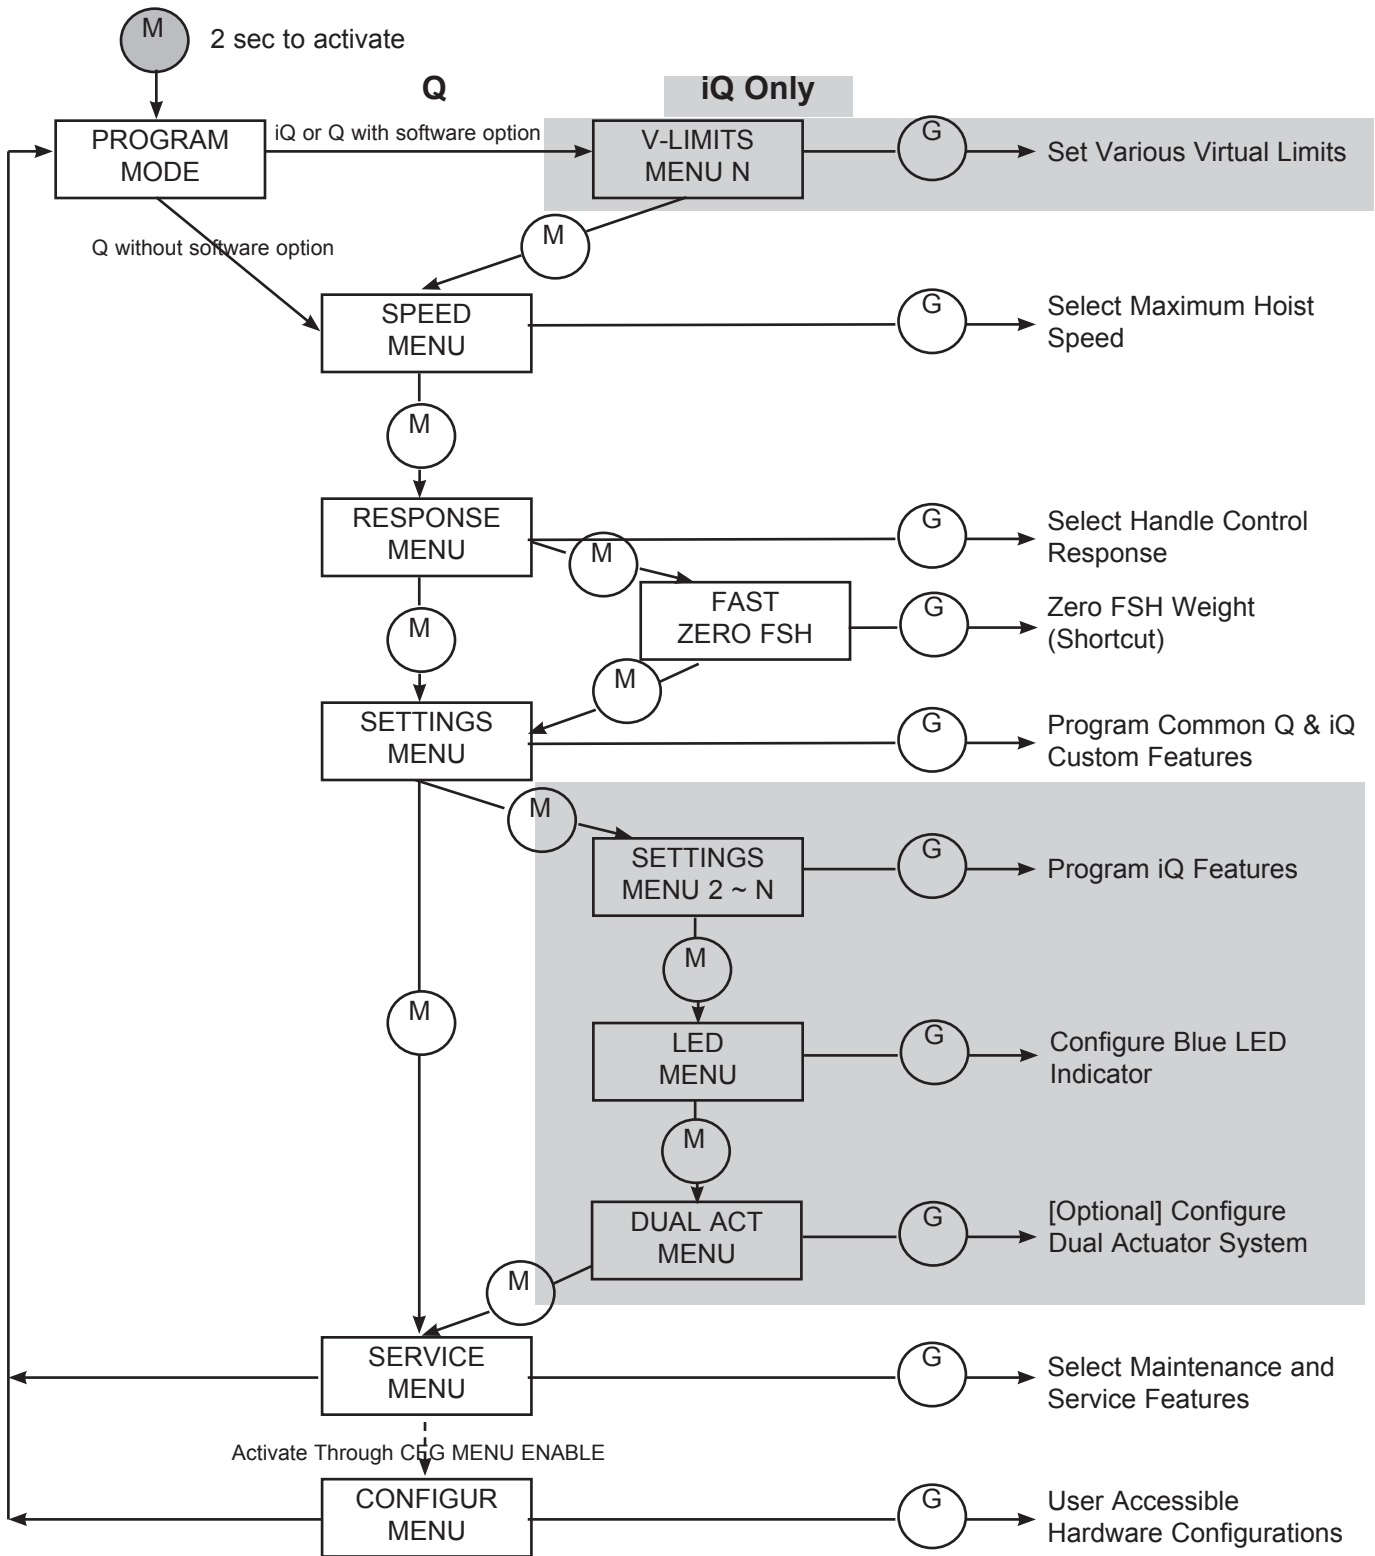 M
2 sec to activate
Q
iQ Only
PROGRAM
MODE
iQ or Q with software option
V-LIMITS
MENU N
G
Set Various Virtual Limits
Q without software option
M
SPEED
MENU
G
Select Maximum Hoist
Speed
M
RESPONSE
MENU
G
Select Handle Control
Response
M
FAST
ZERO FSH
G
Zero FSH Weight
(Shortcut)
M
M
SETTINGS
MENU
G
Program Common Q & iQ
Custom Features
M
SETTINGS
MENU 2 ~ N
G
Program iQ Features
M
M
LED
MENU
G
Configure Blue LED
Indicator
M
DUAL ACT
MENU
G
[Optional] Configure
Dual Actuator System
M
SERVICE
MENU
G
Select Maintenance and
Service Features
Activate Through CFG MENU ENABLE
CONFIGUR
MENU
G
User Accessible
Hardware Configurations